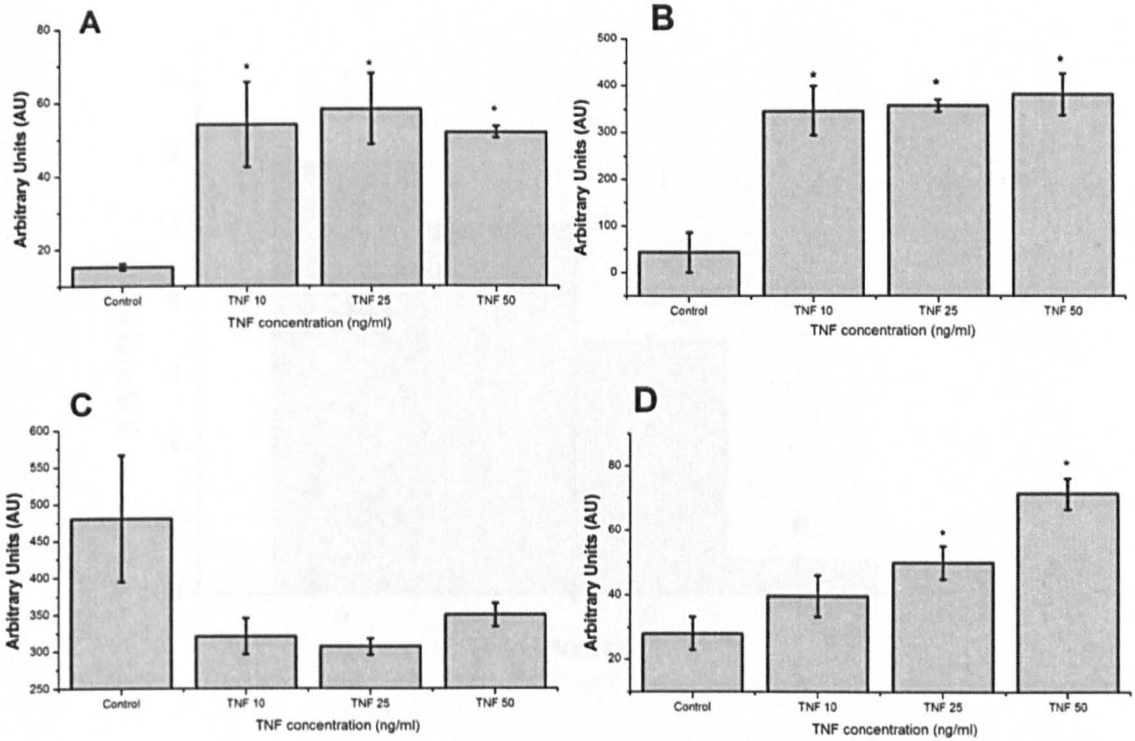 A
80
60
40
20
Arbitrary Units (AU)
*
*
*
Control
TNF 10
TNF 25
TNF 50
TNF concentration (ng/ml)
B
500
400
300
200
100
0
Arbitrary Units (AU)
*
*
*
Control
TNF 10
TNF 25
TNF 50
TNF concentration (ng/ml)
C
600
550
500
450
400
350
300
250
Arbitrary Units (AU)
Control
TNF 10
TNF 25
TNF 50
TNF concentration (ng/ml)
D
80
60
40
20
Arbitrary Units (AU)
*
*
Control
TNF 10
TNF 25
TNF 50
TNF concentration (ng/ml)